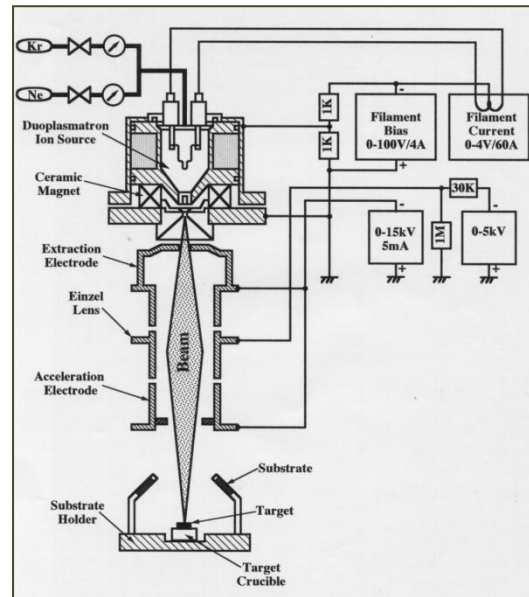 Kr
Ne
Duoplasmatron
Ion Source
Ceramic
Magnet
Extraction
Electrode
Einzel
Lens
Acceleration
Electrode
Beam
Substrate
Substrate
Holder
Target
Target
Crucible
1K
1K
-
Filament
Bias
0-100V/4A
+
Filament
Current
0-4V/60A
30K
-
0-15kV
5mA
+
1M
-
0-5kV
+